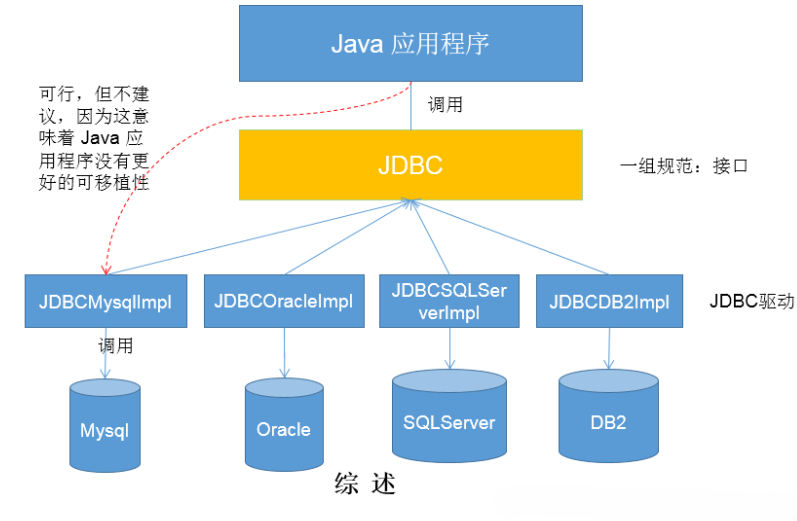 Java 应用程序
可行，但不建
议，因为这意
味着 Java 应
用程序没有更
好的可移植性
调用
JDBC
一组规范：接口
JDBCMysqlImpl
JDBCOracleImpl
JDBCSQLSer
verImpl
JDBCDB2Impl
JDBC驱动
调用
Mysql
Oracle
SQLServer
DB2
综 述